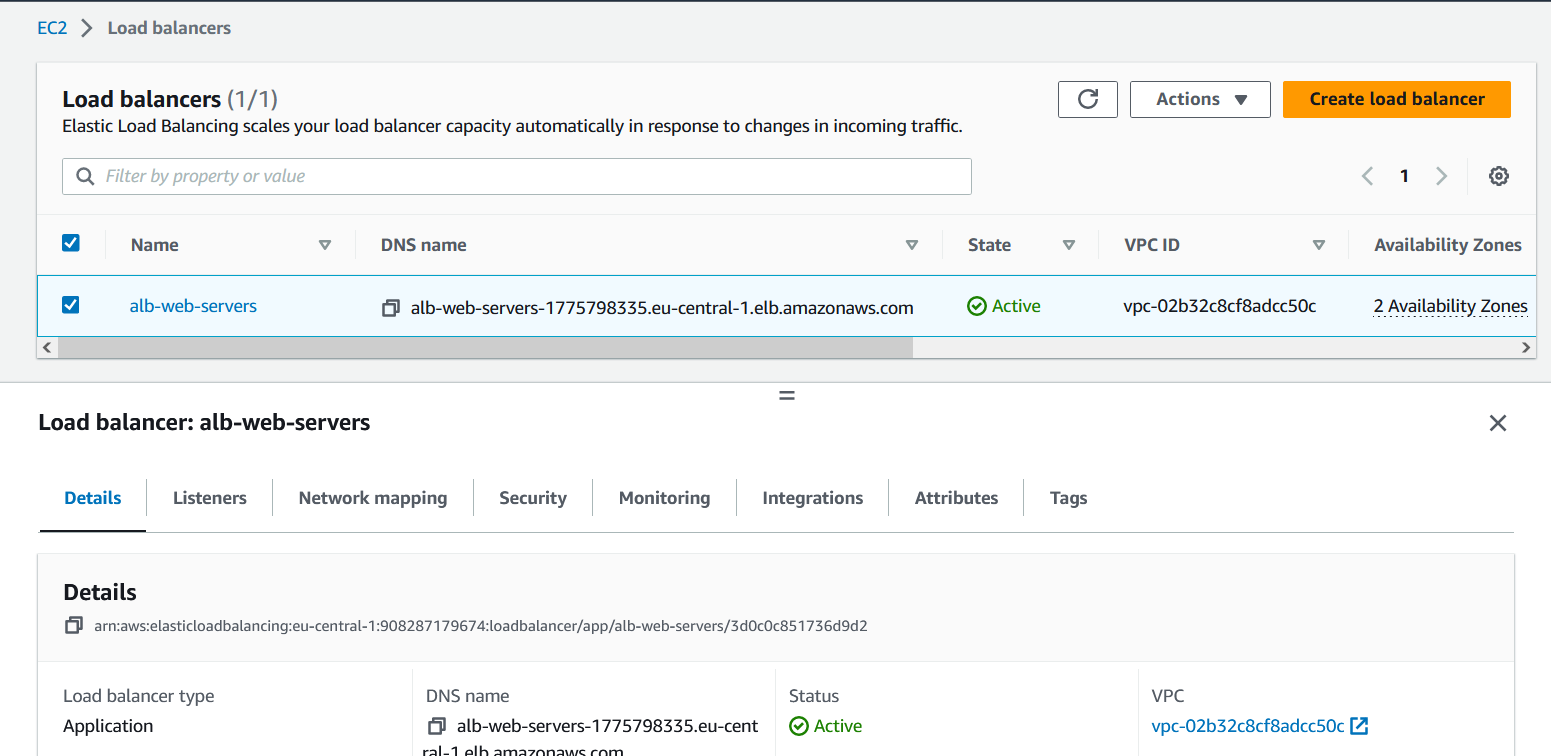 EC2 > Load balancers
Load balancers (1/1)
Actions
Create load balancer
Elastic Load Balancing scales your load balancer capacity automatically in response to changes in incoming traffic.
Filter by property or value
1
Name DNS name State VPC ID Availability Zones
alb-web-servers alb-web-servers-1775798335.eu-central-1.elb.amazonaws.com Active vpc-02b32c8cf8adcc50c 2 Availability Zones
Load balancer: alb-web-servers
Details Listeners Network mapping Security Monitoring Integrations Attributes Tags
Details
arn:aws:elasticloadbalancing:eu-central-1:908287179674:loadbalancer/app/alb-web-servers/3d0c0c851736d9d2
Load balancer type DNS name Status VPC
Application alb-web-servers-1775798335.eu-cent Active vpc-02b32c8cf8adcc50c
ral-1.elb.amazonaws.com